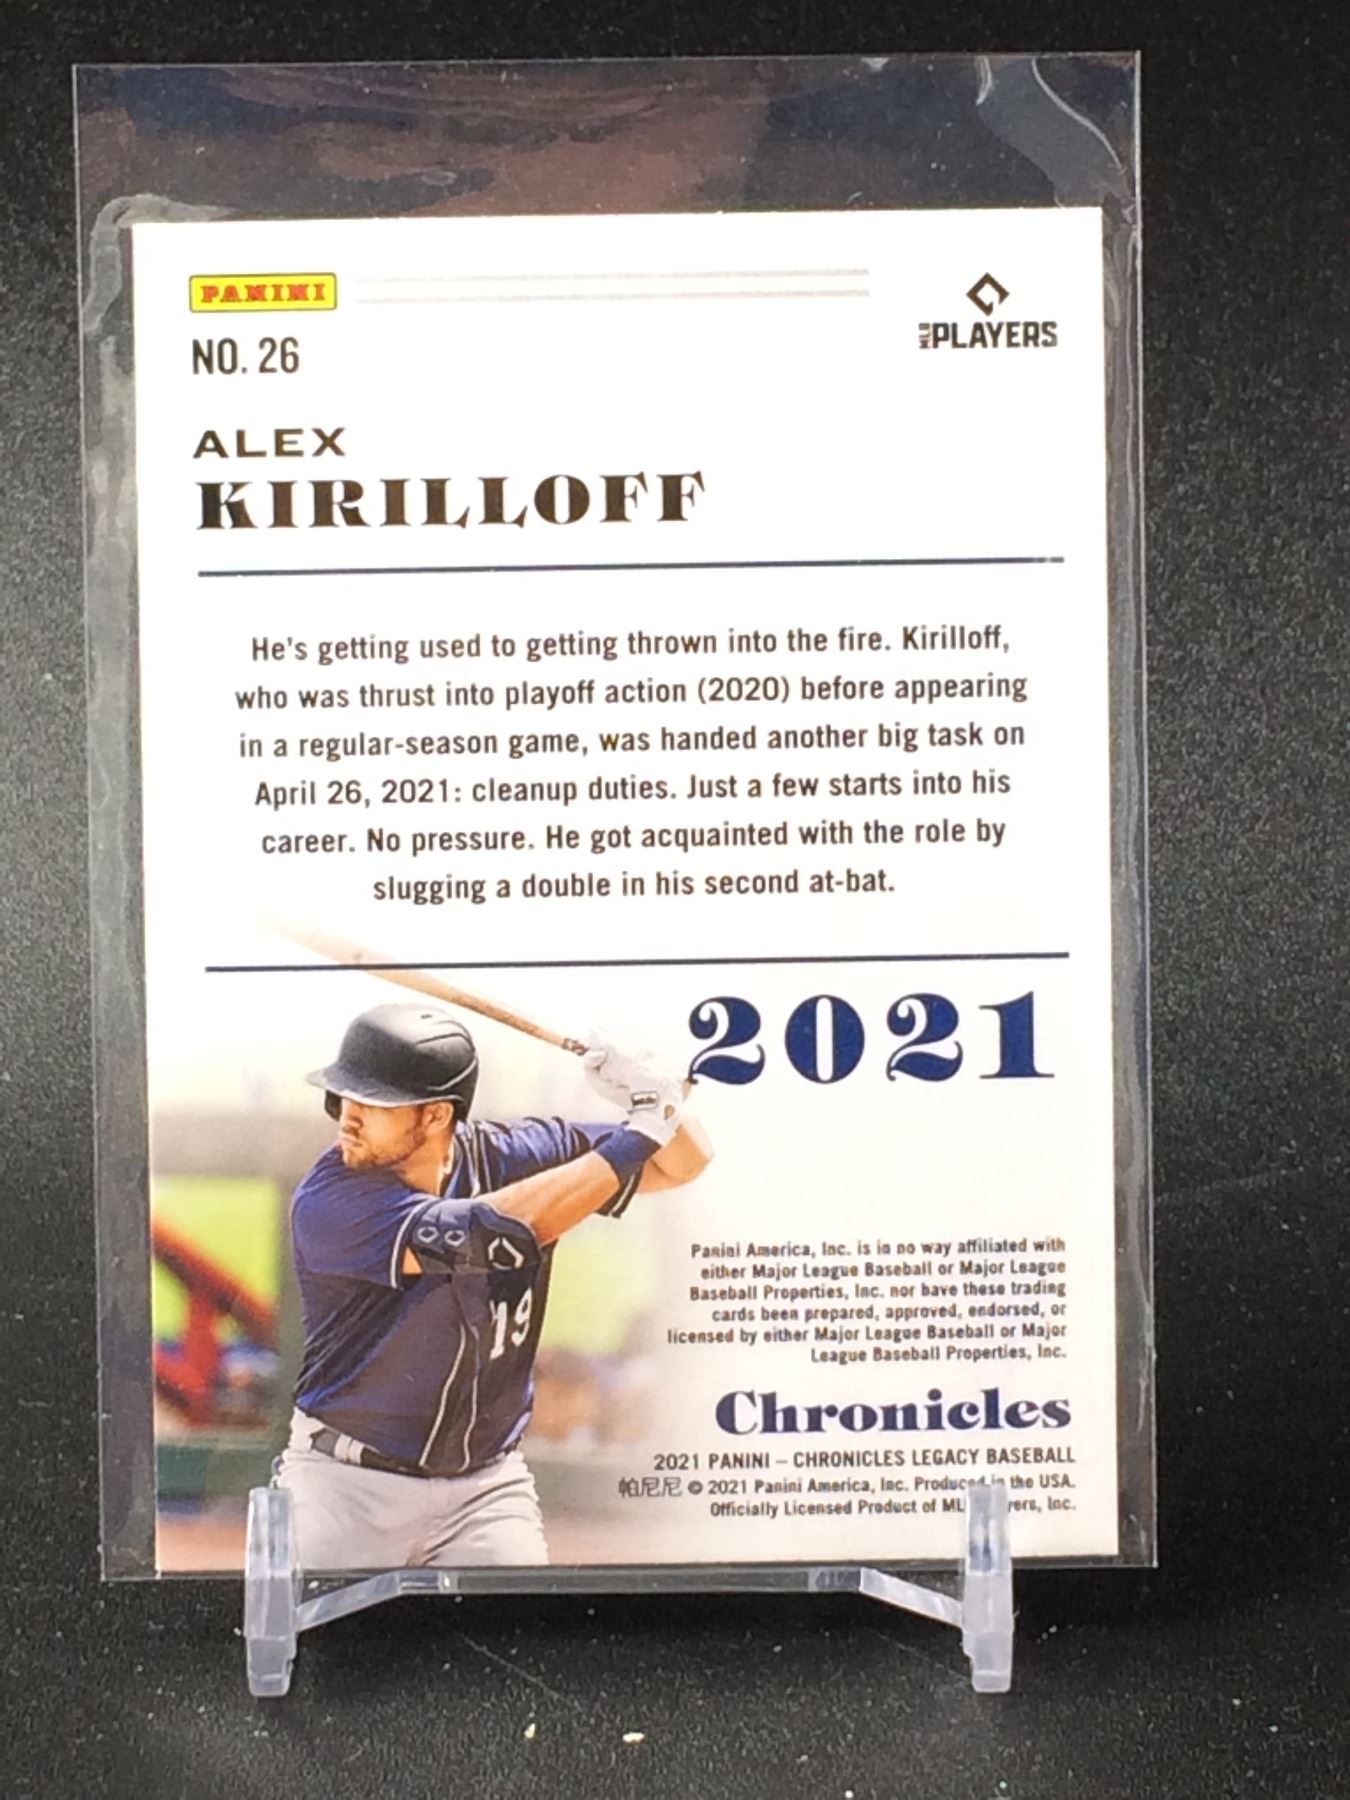 PANINI
NO. 26
MLB PLAYERS
ALEX
KIRILLOFF
He's getting used to getting thrown into the fire. Kirilloff,
who was thrust into playoff action (2020) before appearing
in a regular-season game, was handed another big task on
April 26, 2021: cleanup duties. Just a few starts into his
career. No pressure. He got acquainted with the role by
slugging a double in his second at-bat.
2021
19
Panini America, Inc. is in no way affiliated with
either Major League Baseball or Major League
Baseball Properties, Inc. nor have these trading
cards been prepared, approved, endorsed, or
licensed by either Major League Baseball or Major
League Baseball Properties, Inc.
Chronicles
2021 PANINI – CHRONICLES LEGACY BASEBALL
帕尼尼 © 2021 Panini America, Inc. Produced in the USA.
Officially Licensed Product of MLB Players, Inc.